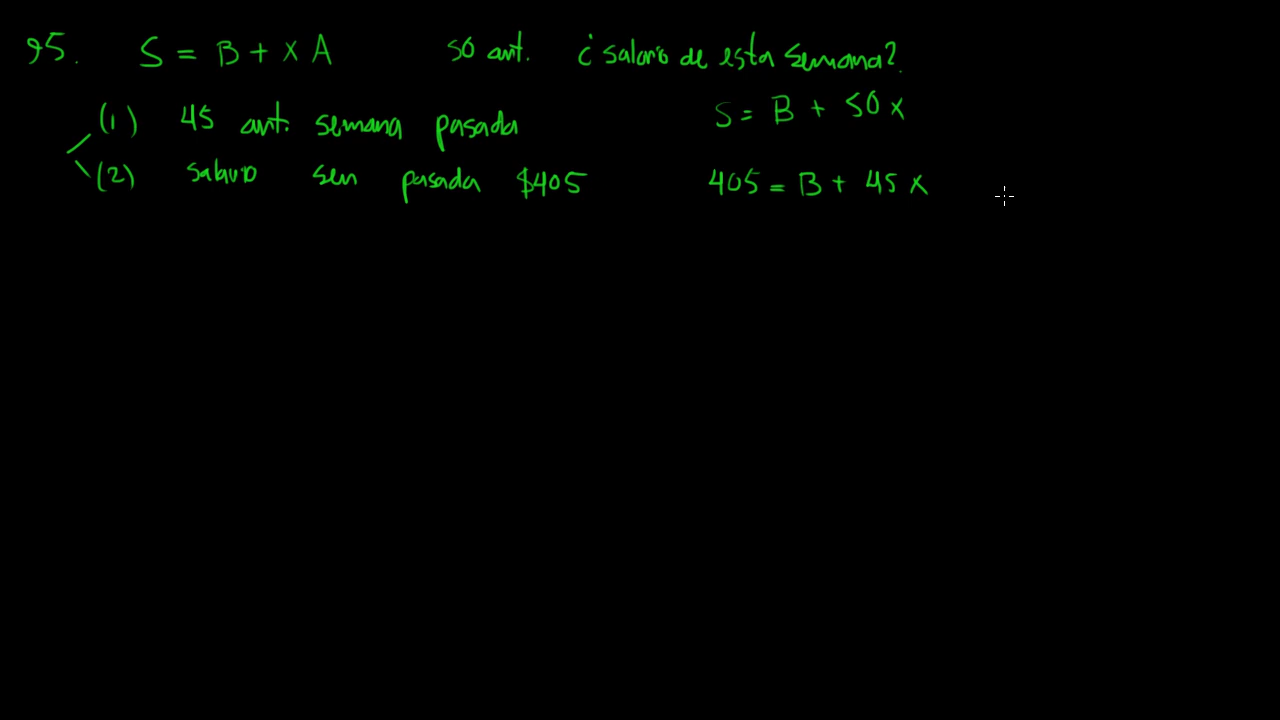 95. S = B + x A 50 ant. ¿ salario de esta semana?
S = B + 50 x
(1) 45 ant. semana pasada
(2) salario sem pasada $405
405 = B + 45 x